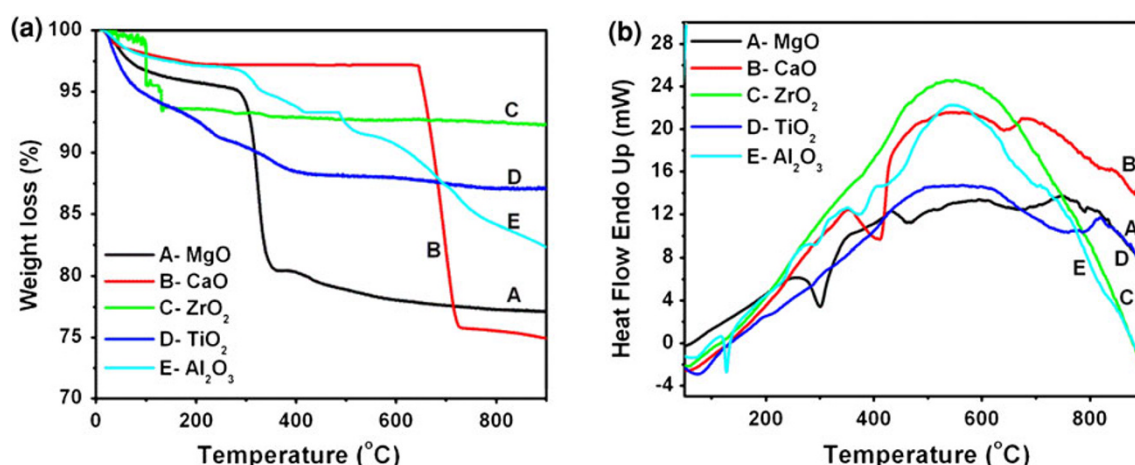 (a)
Weight loss (%)
100
95
90
85
80
75
70
A- MgO
B- CaO
C- ZrO₂
D- TiO₂
E- Al₂O₃
C
D
E
B
A
0
200
400
600
800
Temperature (°C)
(b)
Heat Flow Endo Up (mW)
28
24
20
16
12
8
4
0
-4
A- MgO
B- CaO
C- ZrO₂
D- TiO₂
E- Al₂O₃
B
A
D
E
C
200
400
600
800
Temperature (°C)